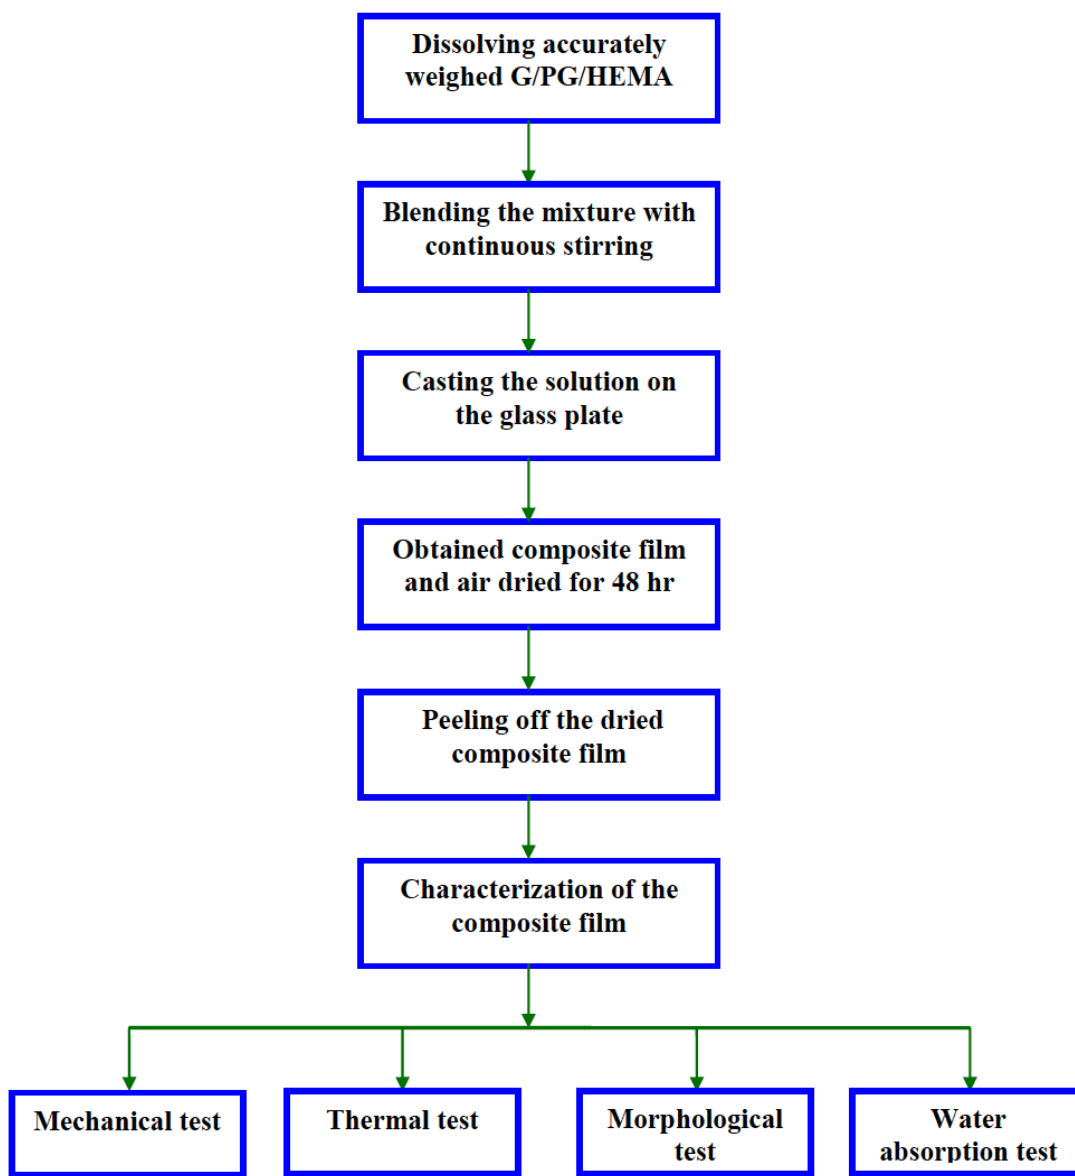 Dissolving accurately
weighed G/PG/HEMA
Blending the mixture with
continuous stirring
Casting the solution on
the glass plate
Obtained composite film
and air dried for 48 hr
Peeling off the dried
composite film
Characterization of the
composite film
Mechanical test
Thermal test
Morphological
test
Water
absorption test